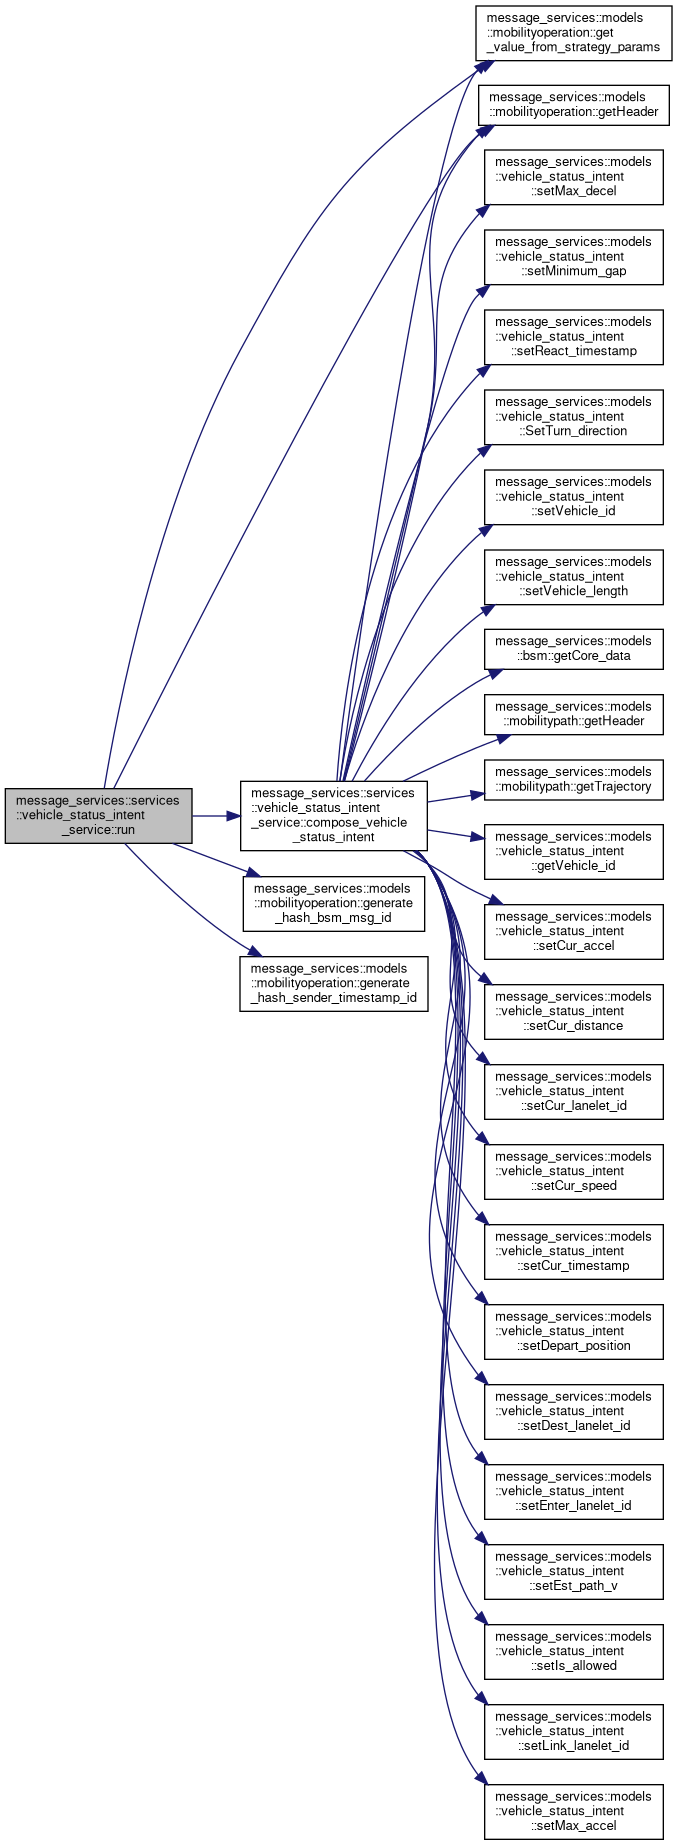 message_services::models
::mobilityoperation::get
_value_from_strategy_params
message_services::models
::mobilityoperation::getHeader
message_services::models
::vehicle_status_intent
::setMax_decel
message_services::models
::vehicle_status_intent
::setMinimum_gap
message_services::models
::vehicle_status_intent
::setReact_timestamp
message_services::models
::vehicle_status_intent
::SetTurn_direction
message_services::models
::vehicle_status_intent
::setVehicle_id
message_services::models
::vehicle_status_intent
::setVehicle_length
message_services::models
::bsm::getCore_data
message_services::models
::mobilitypath::getHeader
message_services::models
::mobilitypath::getTrajectory
message_services::services
::vehicle_status_intent
_service::run
message_services::services
::vehicle_status_intent
_service::compose_vehicle
_status_intent
message_services::models
::vehicle_status_intent
::getVehicle_id
message_services::models
::mobilityoperation::generate
_hash_bsm_msg_id
message_services::models
::vehicle_status_intent
::setCur_accel
message_services::models
::mobilityoperation::generate
_hash_sender_timestamp_id
message_services::models
::vehicle_status_intent
::setCur_distance
message_services::models
::vehicle_status_intent
::setCur_lanelet_id
message_services::models
::vehicle_status_intent
::setCur_speed
message_services::models
::vehicle_status_intent
::setCur_timestamp
message_services::models
::vehicle_status_intent
::setDepart_position
message_services::models
::vehicle_status_intent
::setDest_lanelet_id
message_services::models
::vehicle_status_intent
::setEnter_lanelet_id
message_services::models
::vehicle_status_intent
::setEst_path_v
message_services::models
::vehicle_status_intent
::setIs_allowed
message_services::models
::vehicle_status_intent
::setLink_lanelet_id
message_services::models
::vehicle_status_intent
::setMax_accel